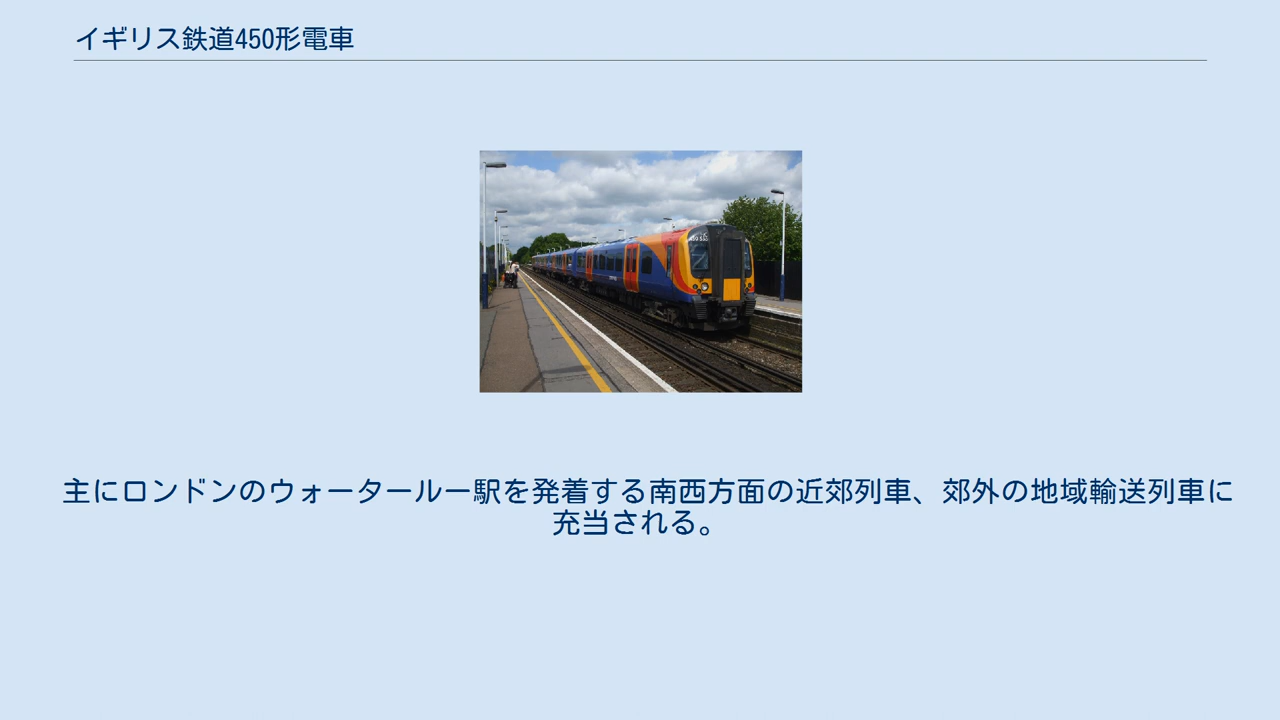 イギリス鉄道450形電車
主にロンドンのウォータールー駅を発着する南西方面の近郊列車、郊外の地域輸送列車に
充当される。